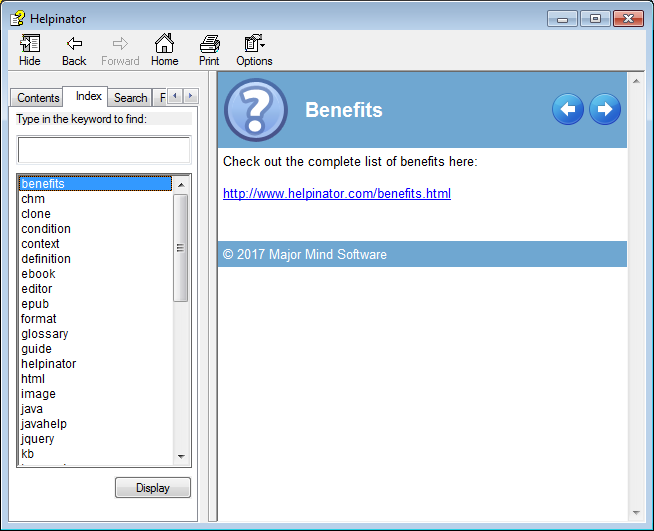 Helpinator
Hide Back Forward Home Print Options
Contents Index Search F
Type in the keyword to find:
benefits
chm
clone
condition
context
definition
ebook
editor
epub
format
glossary
guide
helpinator
html
image
java
javahelp
jquery
kb
Display
Benefits
Check out the complete list of benefits here:
http://www.helpinator.com/benefits.html
© 2017 Major Mind Software